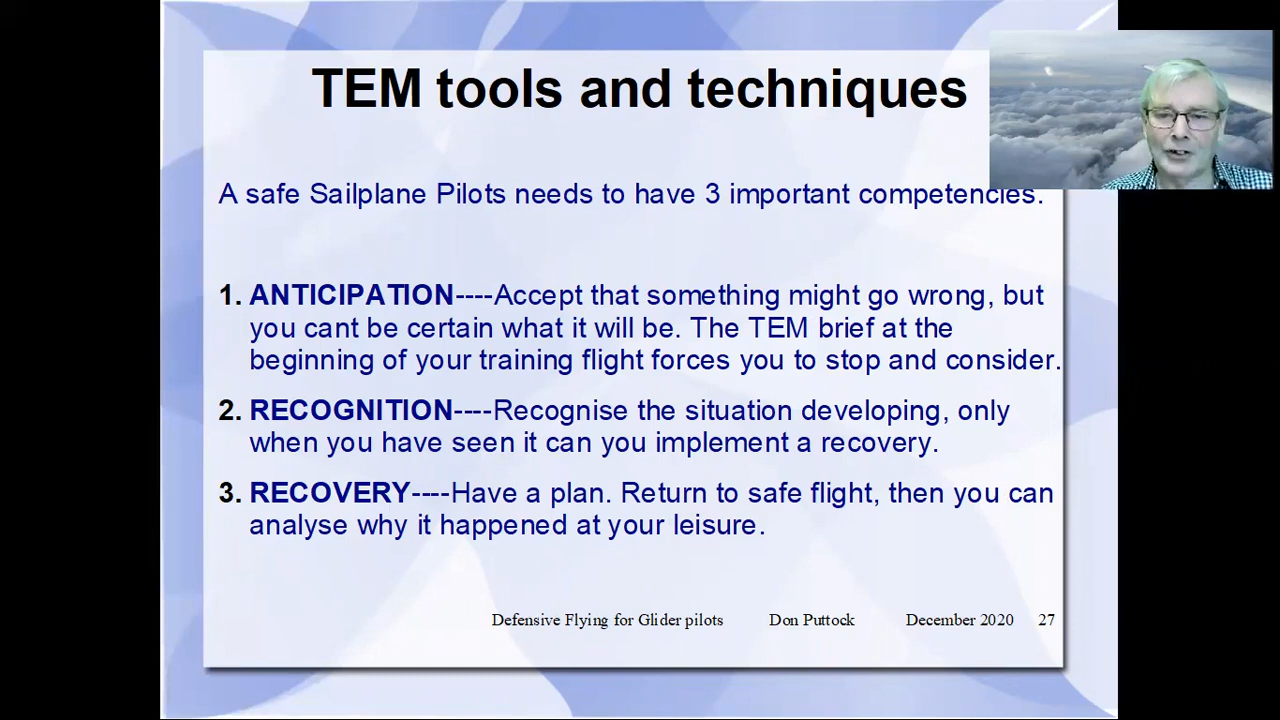 TEM tools and techniques
A safe Sailplane Pilots needs to have 3 important competencies.
1. ANTICIPATION----Accept that something might go wrong, but
you cant be certain what it will be. The TEM brief at the
beginning of your training flight forces you to stop and consider.
2. RECOGNITION----Recognise the situation developing, only
when you have seen it can you implement a recovery.
3. RECOVERY----Have a plan. Return to safe flight, then you can
analyse why it happened at your leisure.
Defensive Flying for Glider pilots Don Puttock December 2020 27